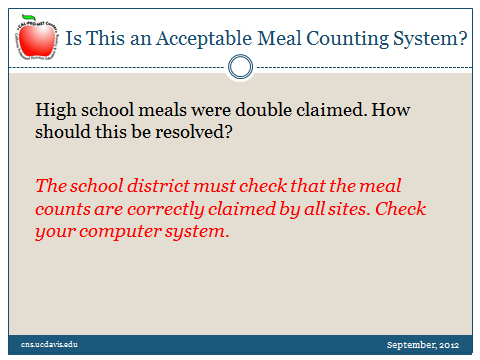 Is This an Acceptable Meal Counting System?
High school meals were double claimed. How
should this be resolved?
The school district must check that the meal
counts are correctly claimed by all sites. Check
your computer system.
cns.ucdavis.edu
September, 2012